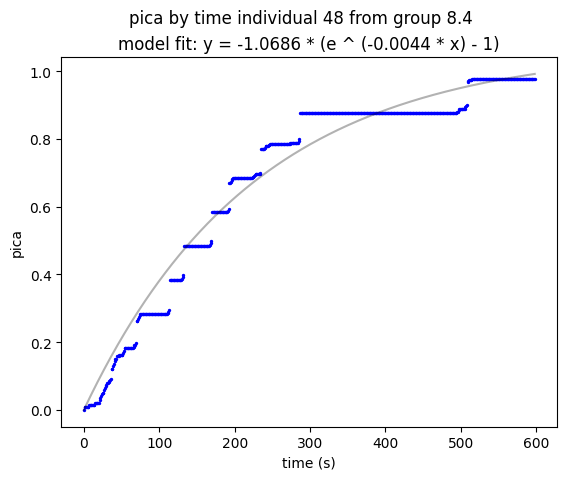 pica by time individual 48 from group 8.4
model fit: y = -1.0686 * (e ^ (-0.0044 * x) - 1)
1.0
0.8
0.6
0.4
0.2
0.0
pica
0 100 200 300 400 500 600
time (s)